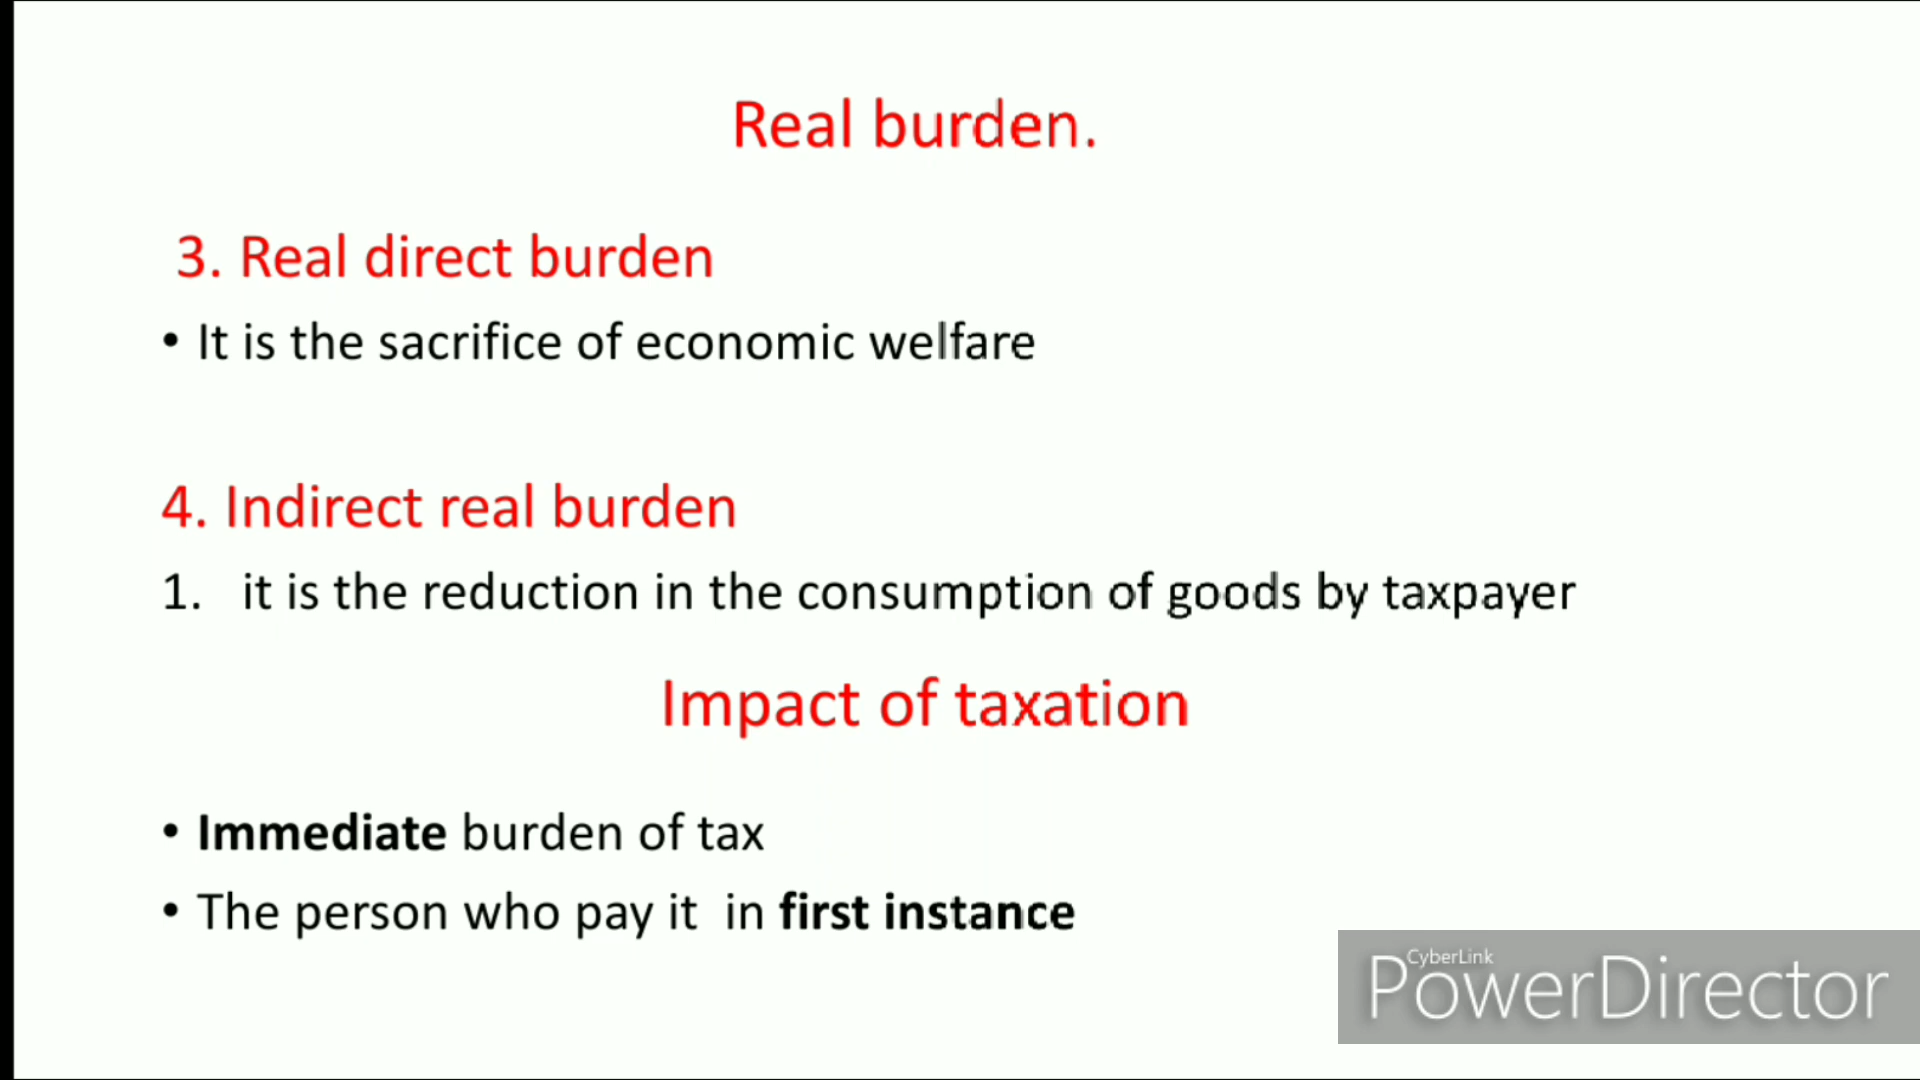 Real burden.
3. Real direct burden
• It is the sacrifice of economic welfare
4. Indirect real burden
1. it is the reduction in the consumption of goods by taxpayer
Impact of taxation
• Immediate burden of tax
• The person who pay it in first instance
CyberLink
PowerDirector